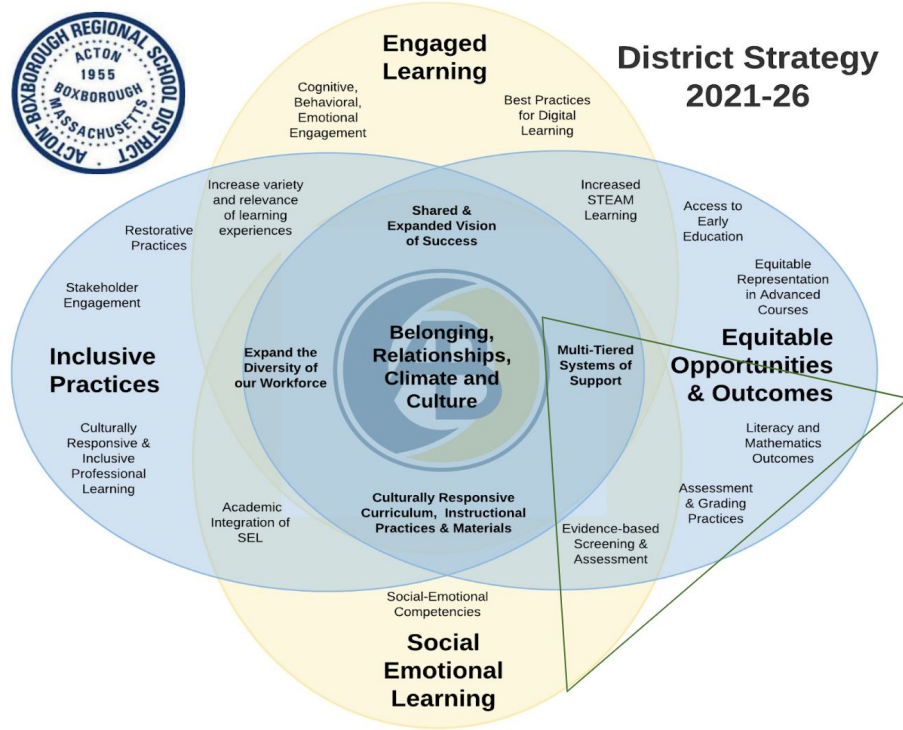 ACTON-BOXBOROUGH REGIONAL SCHOOL DISTRICT
ACTON
1955
BOXBOROUGH
MASSACHUSETTS
District Strategy
2021-26
Engaged
Learning
Cognitive,
Behavioral,
Emotional
Engagement
Best Practices
for Digital
Learning
Increase variety
and relevance
of learning
experiences
Increased
STEAM
Learning
Shared &
Expanded Vision
of Success
Restorative
Practices
Access to
Early
Education
Stakeholder
Engagement
Equitable
Representation
in Advanced
Courses
Inclusive
Practices
Expand the
Diversity of
our Workforce
AB
Belonging,
Relationships,
Climate and
Culture
Multi-Tiered
Systems of
Support
Equitable
Opportunities
& Outcomes
Culturally
Responsive &
Inclusive
Professional
Learning
Literacy and
Mathematics
Outcomes
Assessment
& Grading
Practices
Academic
Integration of
SEL
Culturally Responsive
Curriculum, Instructional
Practices & Materials
Evidence-based
Screening &
Assessment
Social-Emotional
Competencies
Social
Emotional
Learning